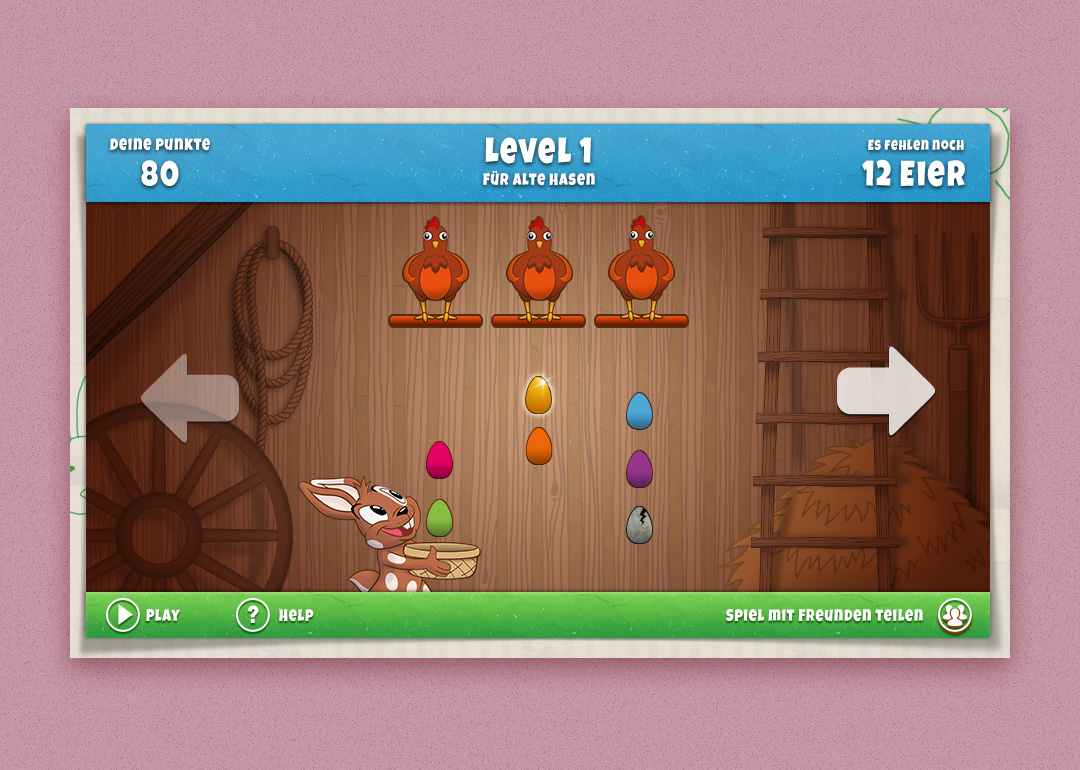 Deine Punkte
80
Level 1
für alte Hasen
Es fehlen noch
12 Eier
Play
? Help
Spiel mit Freunden teilen